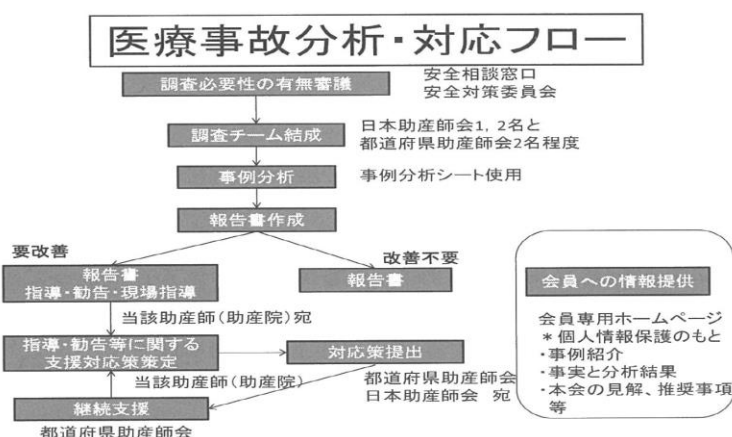 医療事故分析・対応フロー
調査必要性の有無審議
安全相談窓口
安全対策委員会
調査チーム結成
日本助産師会1, 2名と
都道府県助産師会2名程度
事例分析
事例分析シート使用
報告書作成
要改善
改善不要
報告書
指導・勧告・現場指導
報告書
当該助産師(助産院)宛
指導・勧告等に関する
支援対応策策定
対応策提出
当該助産師(助産院)
都道府県助産師会
日本助産師会 宛
継続支援
都道府県助産師会
会員への情報提供
会員専用ホームページ
*個人情報保護のもと
・事例紹介
・事実と分析結果
・本会の見解、推奨事項
等